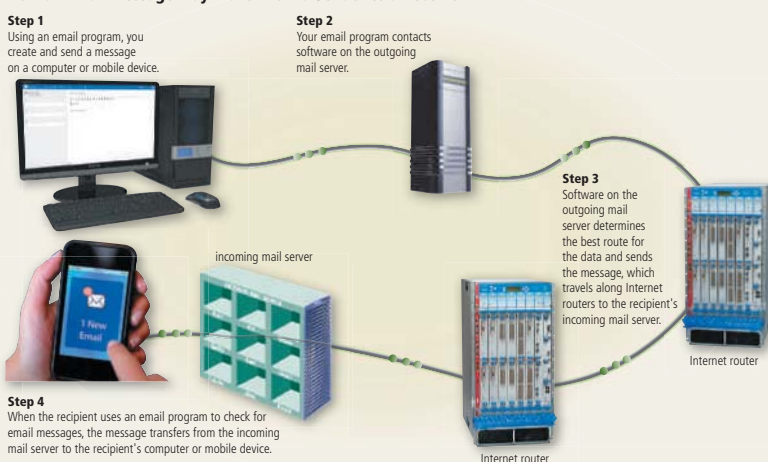 Step 1
Using an email program, you
create and send a message
on a computer or mobile device.
Step 2
Your email program contacts
software on the outgoing
mail server.
Step 3
Software on the
outgoing mail
server determines
the best route for
the data and sends
the message, which
travels along Internet
routers to the recipient's
incoming mail server.
Internet router
incoming mail server
1 New
Email
Internet router
Step 4
When the recipient uses an email program to check for
email messages, the message transfers from the incoming
mail server to the recipient's computer or mobile device.